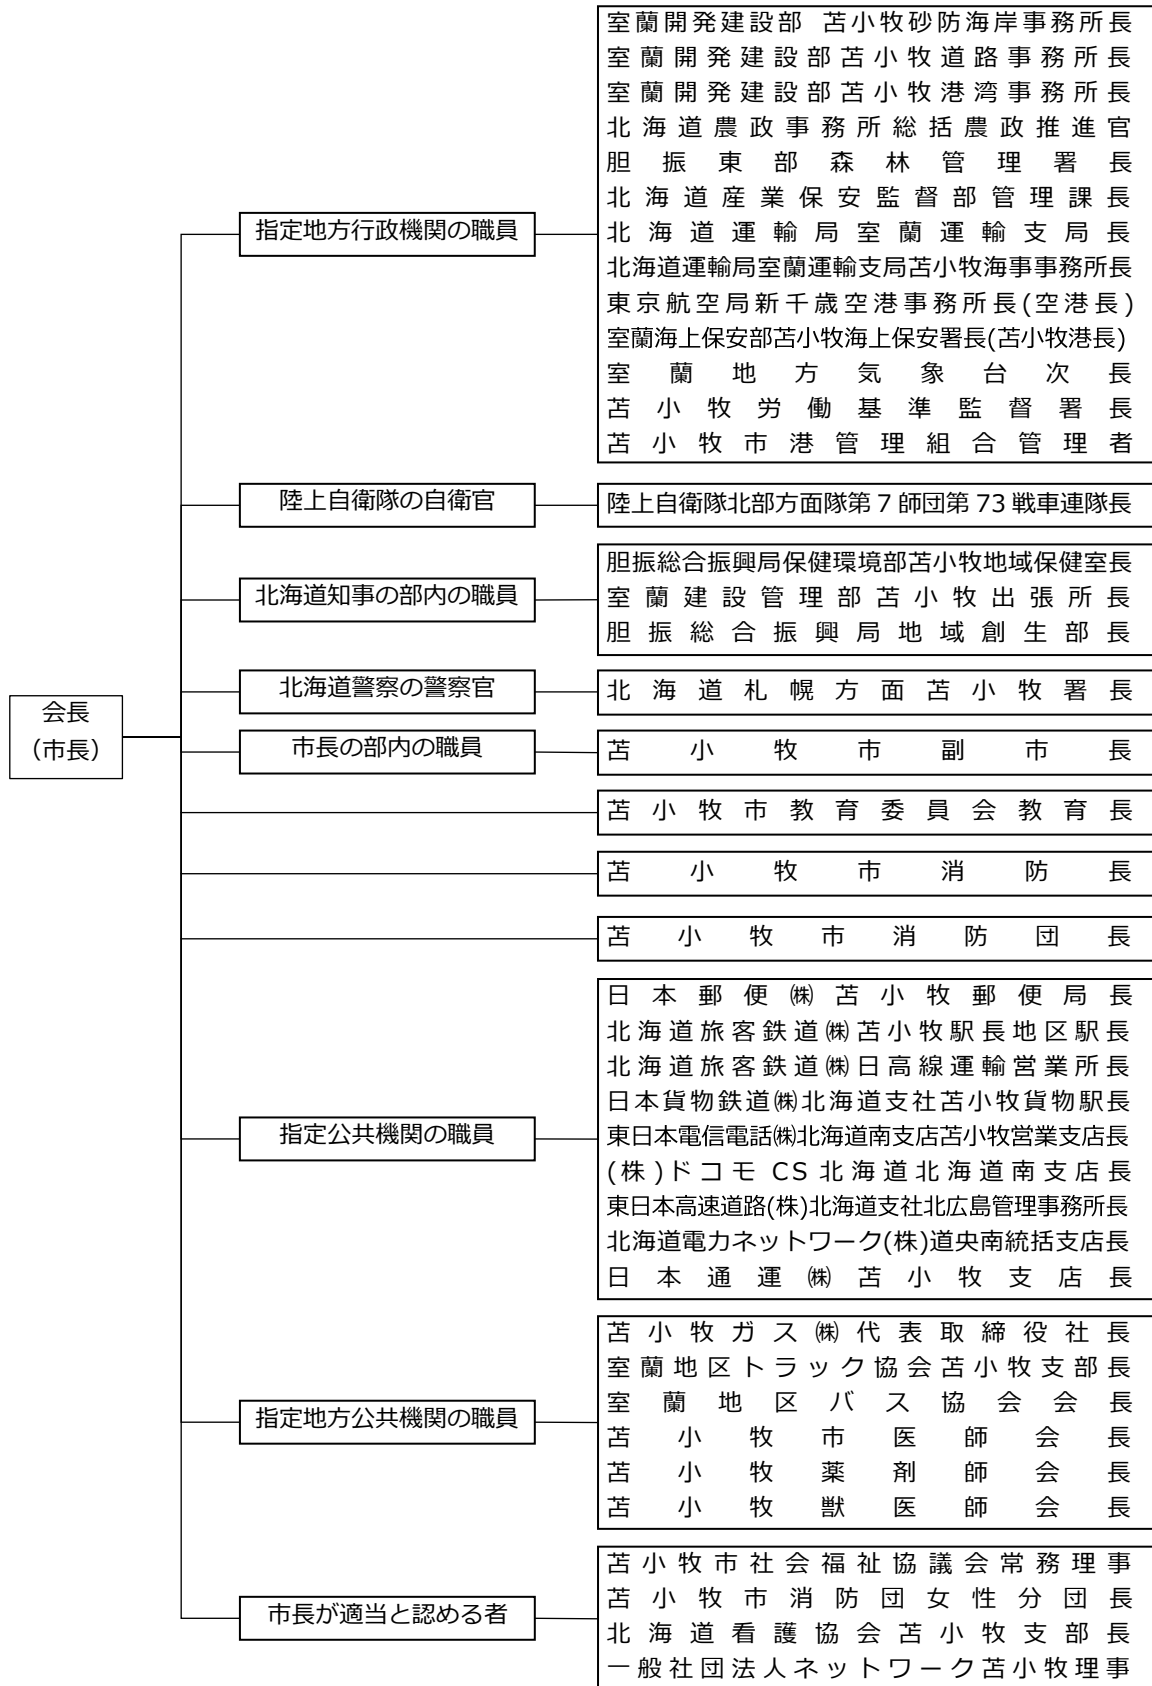 会長
（市長）
指定地方行政機関の職員
室蘭開発建設部 苫小牧砂防海岸事務所長
室蘭開発建設部苫小牧道路事務所長
室蘭開発建設部苫小牧港湾事務所長
北海道農政事務所総括農政推進官
胆振東部森林管理署長
北海道産業保安監督部管理課長
北海道運輸局室蘭運輸支局長
北海道運輸局室蘭運輸支局苫小牧海事事務所長
東京航空局新千歳空港事務所長(空港長)
室蘭海上保安部苫小牧海上保安署長(苫小牧港長)
室蘭地方気象台次長
苫小牧労働基準監督署長
苫小牧市港管理組合管理者
陸上自衛隊の自衛官
陸上自衛隊北部方面隊第 7 師団第 73 戦車連隊長
北海道知事の部内の職員
胆振総合振興局保健環境部苫小牧地域保健室長
室蘭建設管理部苫小牧出張所長
胆振総合振興局地域創生部長
北海道警察の警察官
北海道札幌方面苫小牧署長
市長の部内の職員
苫小牧市副市長
苫小牧市教育委員会教育長
苫小牧市消防長
苫小牧市消防団長
指定公共機関の職員
日本郵便㈱苫小牧郵便局長
北海道旅客鉄道㈱苫小牧駅長地区駅長
北海道旅客鉄道㈱日高線運輸営業所長
日本貨物鉄道㈱北海道支社苫小牧貨物駅長
東日本電信電話㈱北海道南支店苫小牧営業支店長
(株)ドコモ CS 北海道北海道南支店長
東日本高速道路(株)北海道支社北広島管理事務所長
北海道電力ネットワーク(株)道央南統括支店長
日本通運㈱苫小牧支店長
指定地方公共機関の職員
苫小牧ガス㈱代表取締役社長
室蘭地区トラック協会苫小牧支部長
室蘭地区バス協会会長
苫小牧市医師会長
苫小牧薬剤師会長
苫小牧獣医師会長
市長が適当と認める者
苫小牧市社会福祉協議会常務理事
苫小牧市消防団女性分団長
北海道看護協会苫小牧支部長
一般社団法人ネットワーク苫小牧理事